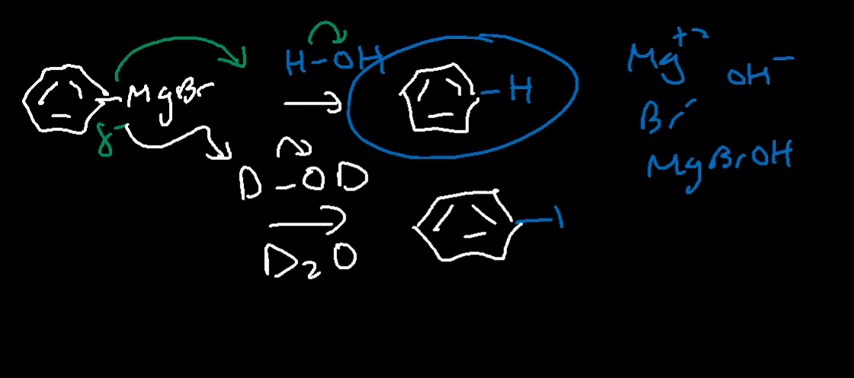 H-OH
MgBr
-H
Mg+2
OH-
Br-
MgBrOH
δ-
D-OD
D2O